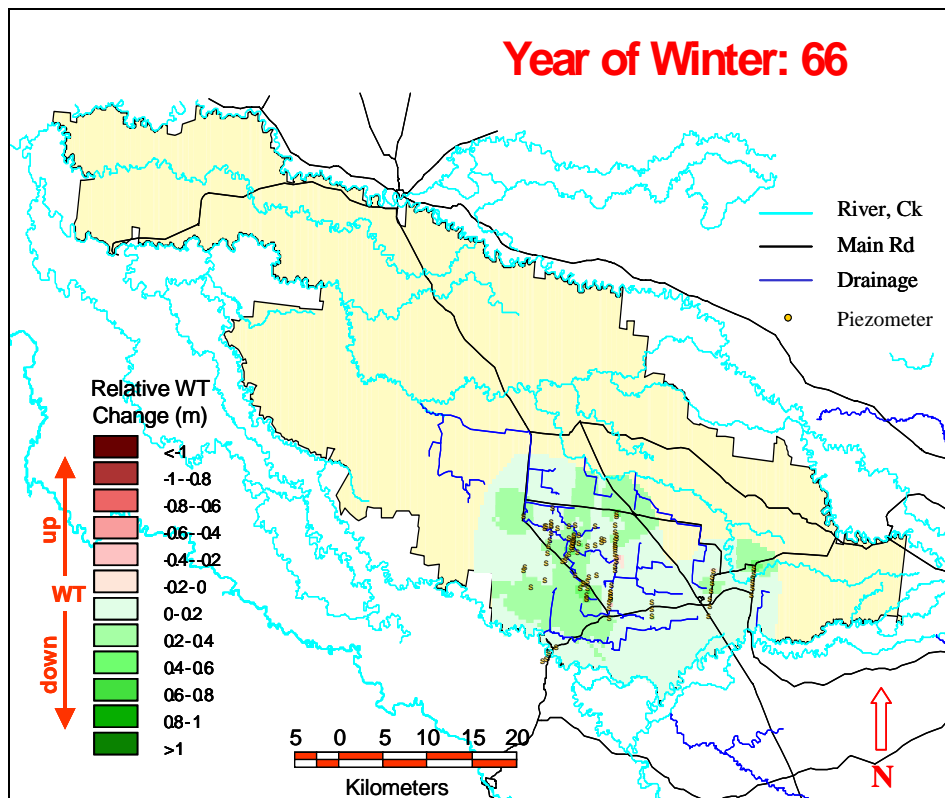 Year of Winter: 66
River, Ck
Main Rd
Drainage
Piezometer
Relative WT
Change (m)
<-1
-1--0.8
-0.8--0.6
-0.6--0.4
-0.4--0.2
-0.2-0
0-0.2
0.2-0.4
0.4-0.6
0.6-0.8
0.8-1
>1
up
WT
down
5 0 5 10 15 20
Kilometers
N